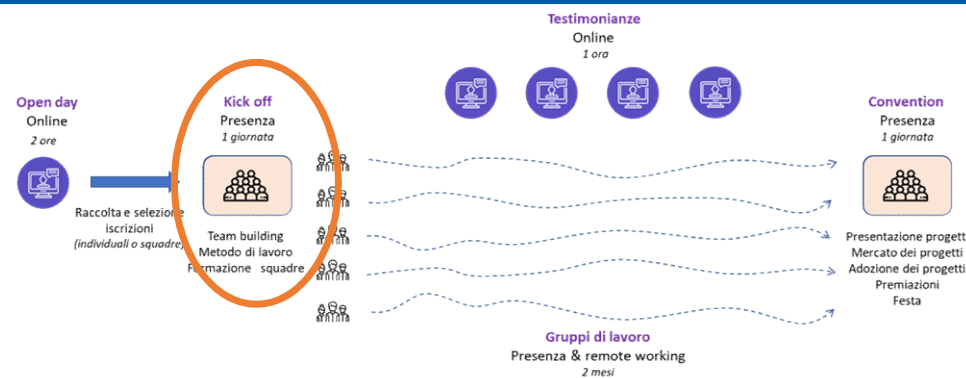 Testimonianze
Online
1 ora
Open day
Online
2 ore
Raccolta e selezione
iscrizioni
(individuali o squadre)
Kick off
Presenza
1 giornata
Team building
Metodo di lavoro
Formazione squadre
Gruppi di lavoro
Presenza & remote working
2 mesi
Convention
Presenza
1 giornata
Presentazione progett
Mercato dei progetti
Adozione dei progetti
Premiazioni
Festa